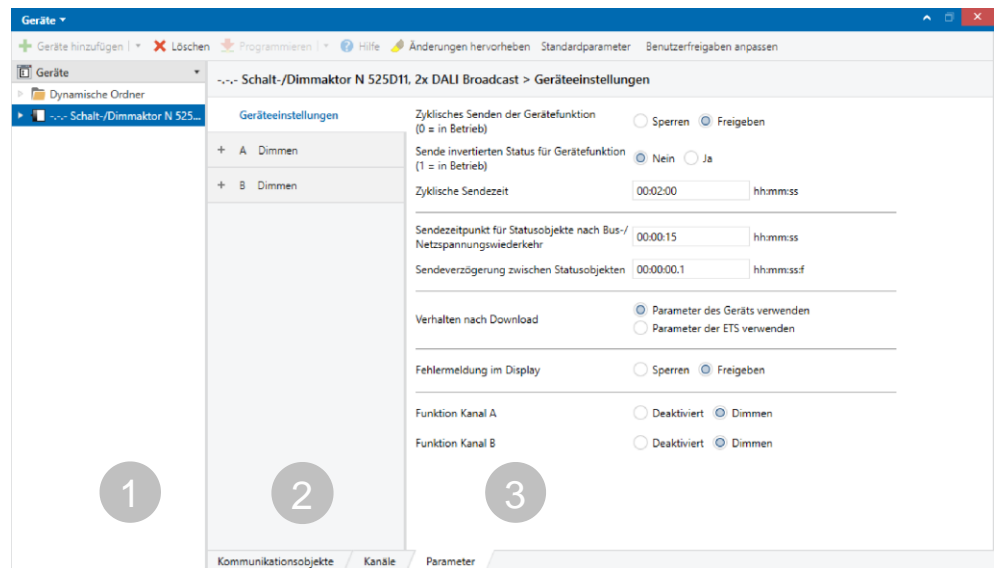 Geräte
Geräte hinzufügen Löschen Programmieren Hilfe Änderungen hervorheben Standardparameter Benutzerfreigaben anpassen
Geräte
Dynamische Ordner
-.-.- Schalt-/Dimmaktor N 525...
Geräteeinstellungen
+ A Dimmen
+ B Dimmen
-.-.- Schalt-/Dimmaktor N 525D11, 2x DALI Broadcast > Geräteeinstellungen
Zyklisches Senden der Gerätefunktion
(0 = in Betrieb)
Sperren Freigeben
Sende invertierten Status für Gerätefunktion
(1 = in Betrieb)
Nein Ja
Zyklische Sendezeit 00:02:00 hh:mm:ss
Sendezeitpunkt für Statusobjekte nach Bus-/
Netzspannungswiederkehr
00:00:15 hh:mm:ss
Sendeverzögerung zwischen Statusobjekten 00:00:00.1 hh:mm:ss:f
Verhalten nach Download
Parameter des Geräts verwenden
Parameter der ETS verwenden
Fehlermeldung im Display Sperren Freigeben
Funktion Kanal A Deaktiviert Dimmen
Funktion Kanal B Deaktiviert Dimmen
1
2
3
Kommunikationsobjekte Kanäle Parameter